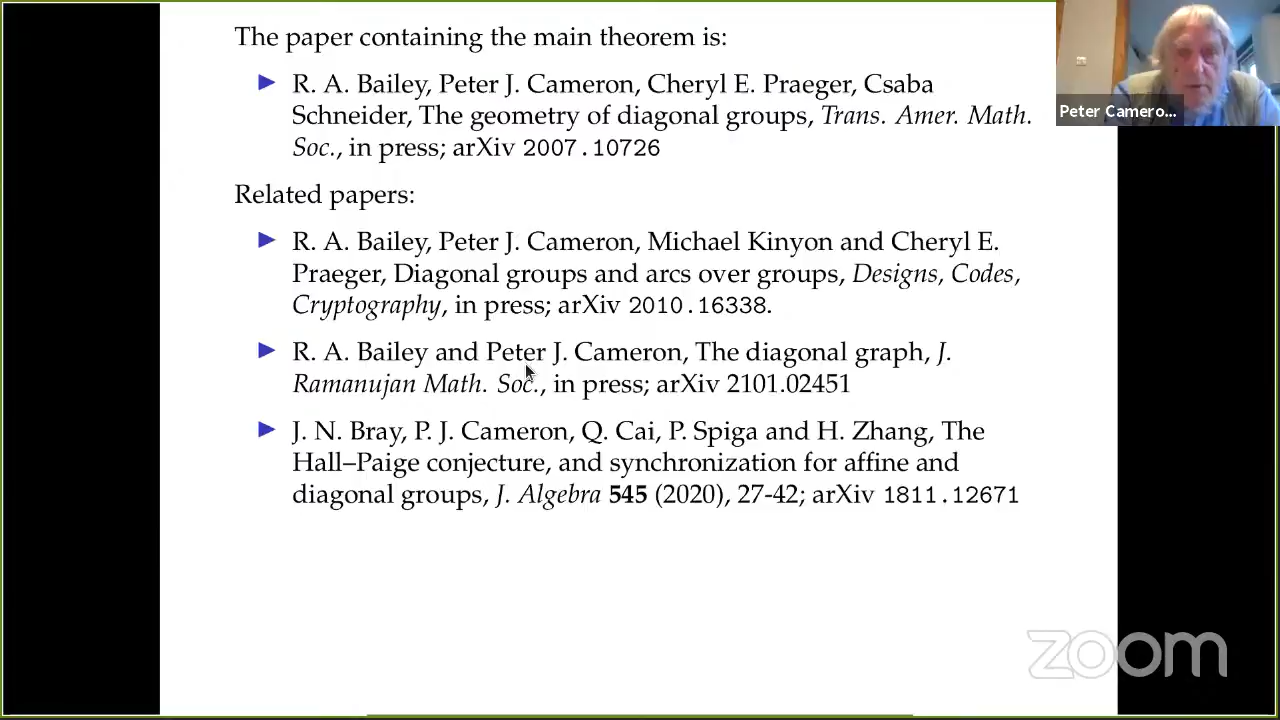 The paper containing the main theorem is:
▶ R. A. Bailey, Peter J. Cameron, Cheryl E. Praeger, Csaba
Schneider, The geometry of diagonal groups, Trans. Amer. Math.
Soc., in press; arXiv 2007.10726
Related papers:
▶ R. A. Bailey, Peter J. Cameron, Michael Kinyon and Cheryl E.
Praeger, Diagonal groups and arcs over groups, Designs, Codes,
Cryptography, in press; arXiv 2010.16338.
▶ R. A. Bailey and Peter J. Cameron, The diagonal graph, J.
Ramanujan Math. Soc., in press; arXiv 2101.02451
▶ J. N. Bray, P. J. Cameron, Q. Cai, P. Spiga and H. Zhang, The
Hall–Paige conjecture, and synchronization for affine and
diagonal groups, J. Algebra 545 (2020), 27-42; arXiv 1811.12671
Peter Camero...
zoom